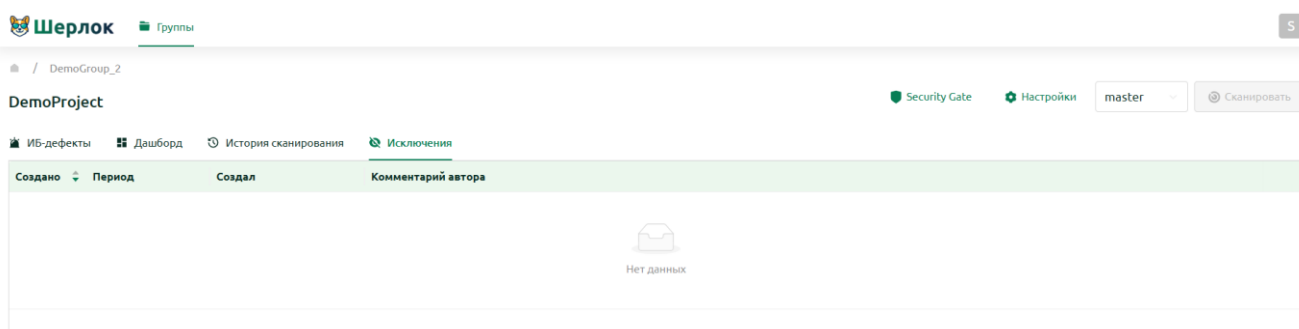 Шерлок Группы S
/ DemoGroup_2
DemoProject Security Gate Настройки master Сканировать
ИБ-дефекты Дашборд История сканирования Исключения
Создано Период Создал Комментарий автора
Нет данных